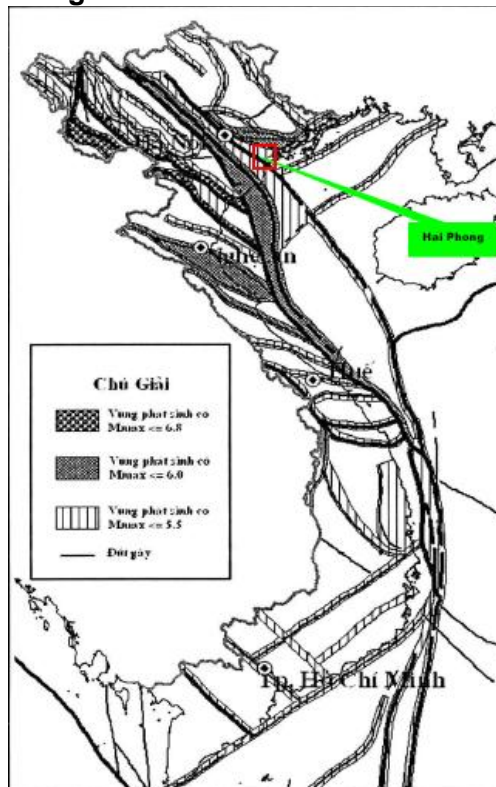 Hai Phong
Nghệ An
Huế
Chú Giải
Vùng phát sinh có
Mmax <= 6.8
Vùng phát sinh có
Mmax <= 6.0
Vùng phát sinh có
Mmax <= 5.5
Đứt gãy
Tp. Hồ Chí Minh